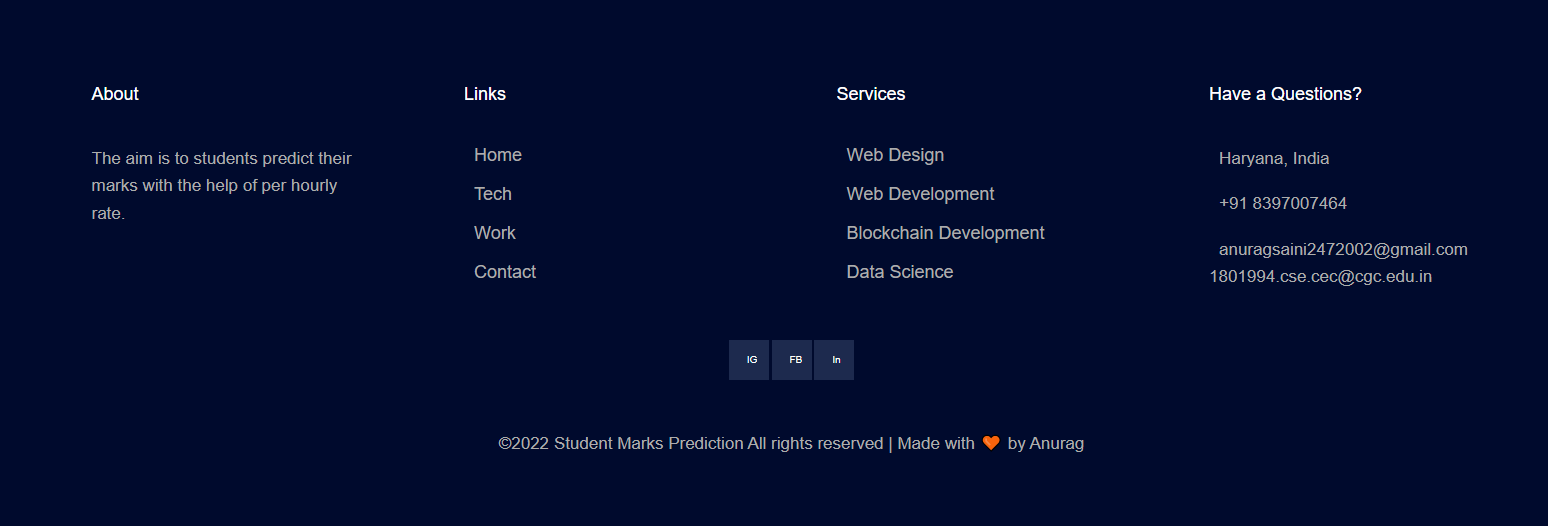 About
The aim is to students predict their
marks with the help of per hourly
rate.
Links
Home
Tech
Work
Contact
Services
Web Design
Web Development
Blockchain Development
Data Science
Have a Questions?
Haryana, India
+91 8397007464
anuragsaini2472002@gmail.com
1801994.cse.cec@cgc.edu.in
IG FB In
©2022 Student Marks Prediction All rights reserved | Made with 🧡 by Anurag